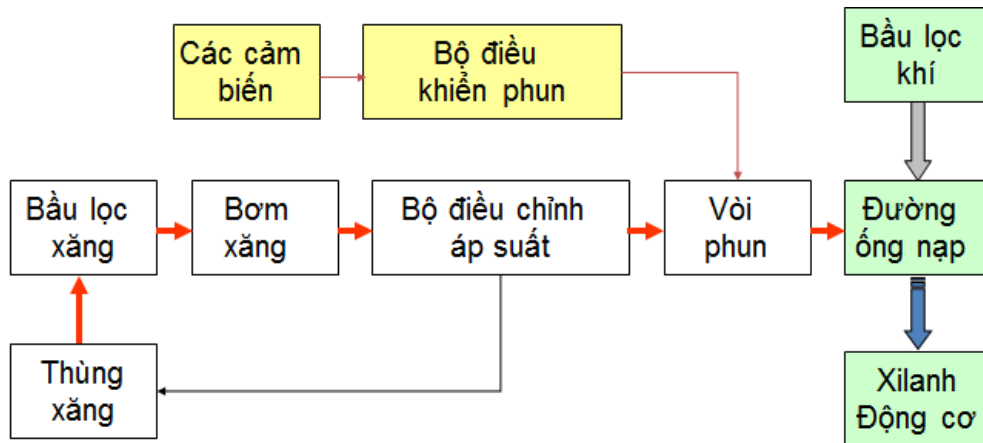 Các cảm
biến
Bộ điều
khiển phun
Bầu lọc
khí
Bầu lọc
xăng
Bơm
xăng
Bộ điều chỉnh
áp suất
Vòi
phun
Đường
ống nạp
Thùng
xăng
Xilanh
Động cơ